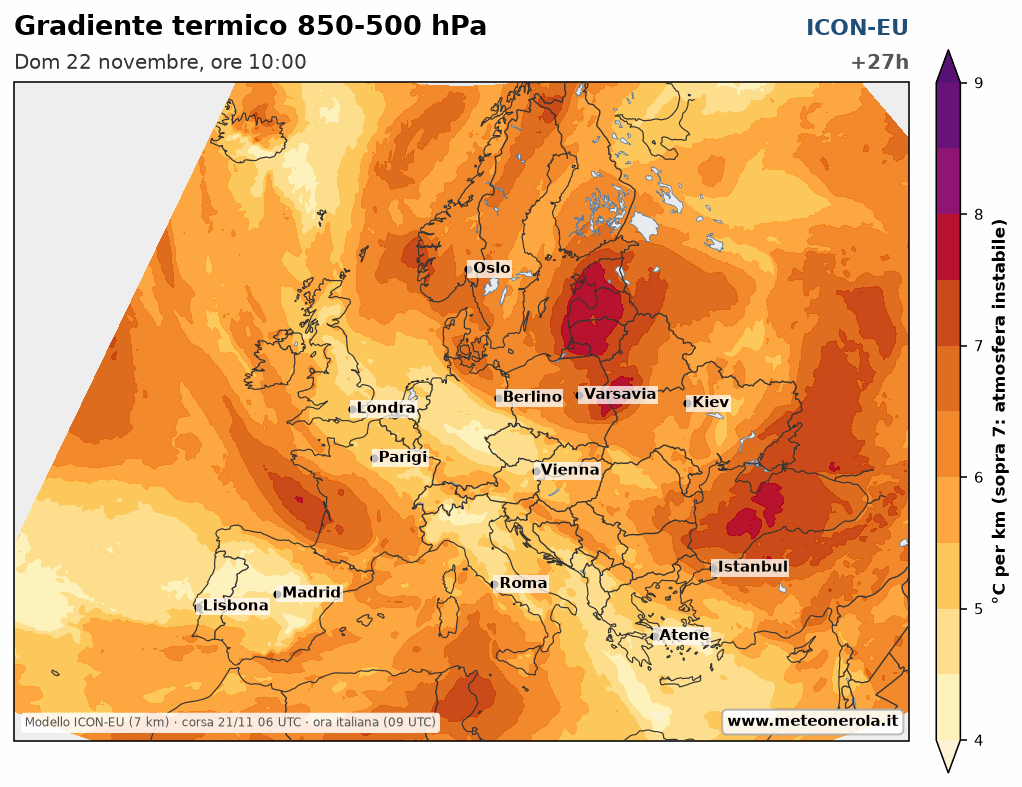 Gradiente termico 850-500 hPa
ICON-EU
Dom 22 novembre, ore 10:00
+27h
9
8
7
6
5
4
°C per km (sopra 7: atmosfera instabile)
Oslo
Berlino
Varsavia
Kiev
Londra
Parigi
Vienna
Istanbul
Roma
Madrid
Lisbona
Atene
Modello ICON-EU (7 km) · corsa 21/11 06 UTC · ora italiana (09 UTC)
www.meteonerola.it